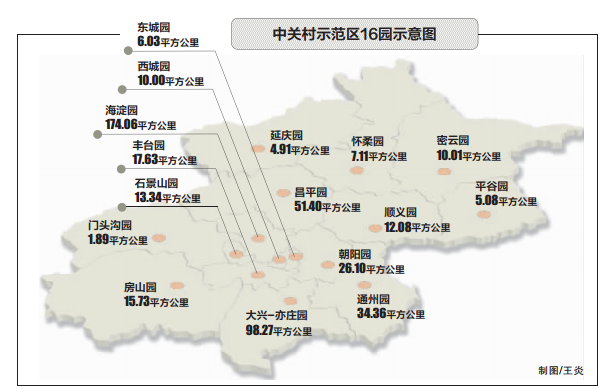 中关村示范区16园示意图
东城园
6.03平方公里
西城园
10.00平方公里
海淀园
174.06平方公里
丰台园
17.63平方公里
石景山园
13.34平方公里
门头沟园
1.89平方公里
房山园
15.73平方公里
延庆园
4.91平方公里
怀柔园
7.11平方公里
密云园
10.01平方公里
昌平园
51.40平方公里
顺义园
12.08平方公里
平谷园
5.08平方公里
朝阳园
26.10平方公里
通州园
34.36平方公里
大兴–亦庄园
98.27平方公里
制图/王炎